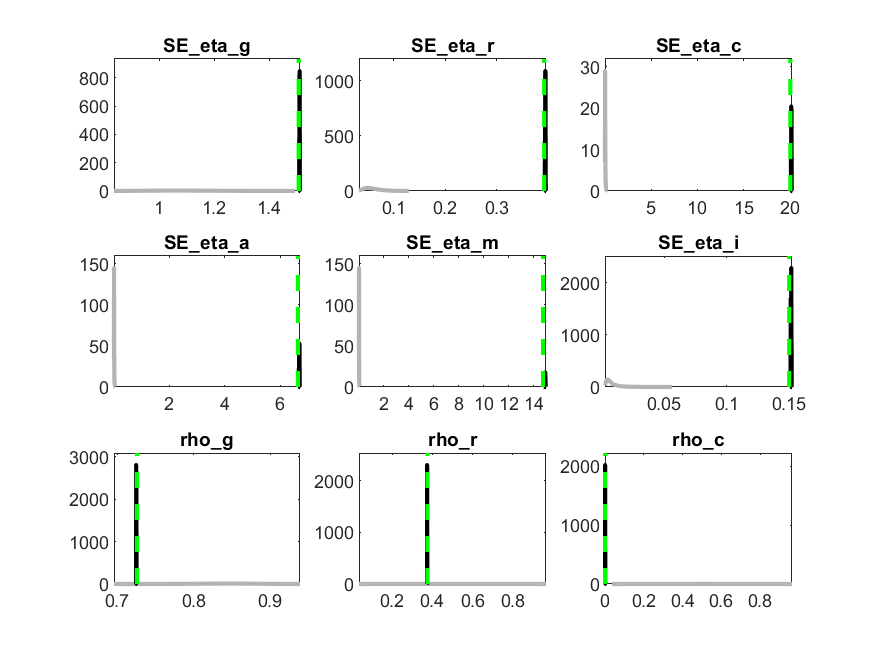 SE_eta_g SE_eta_r SE_eta_c
800 600 400 200 0
1 1.2 1.4
1000 500 0
0.1 0.2 0.3
30 20 10 0
5 10 15 20
SE_eta_a SE_eta_m SE_eta_i
150 100 50 0
2 4 6
150 100 50 0
2 4 6 8 10 12 14
2000 1000 0
0.05 0.1 0.15
rho_g rho_r rho_c
3000 2000 1000 0
0.7 0.8 0.9
2000 1000 0
0.2 0.4 0.6 0.8
2000 1000 0
0 0.2 0.4 0.6 0.8